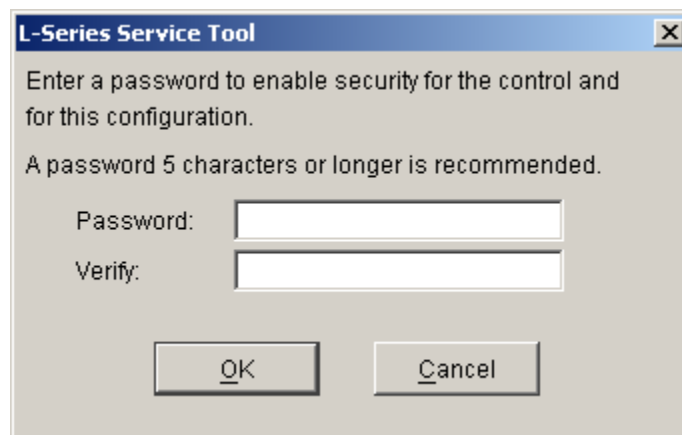 L-Series Service Tool
Enter a password to enable security for the control and
for this configuration.
A password 5 characters or longer is recommended.
Password:
Verify:
OK Cancel